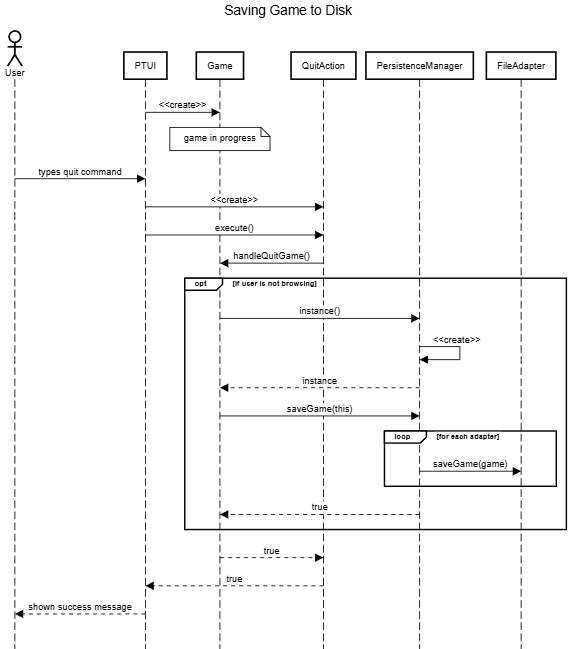 Saving Game to Disk
User
PTUI
Game
QuitAction
PersistenceManager
FileAdapter
<<create>>
game in progress
types quit command
<<create>>
execute()
handleQuitGame()
opt
[if user is not browsing]
instance()
<<create>>
instance
saveGame(this)
loop
[for each adapter]
saveGame(game)
true
true
true
shown success message